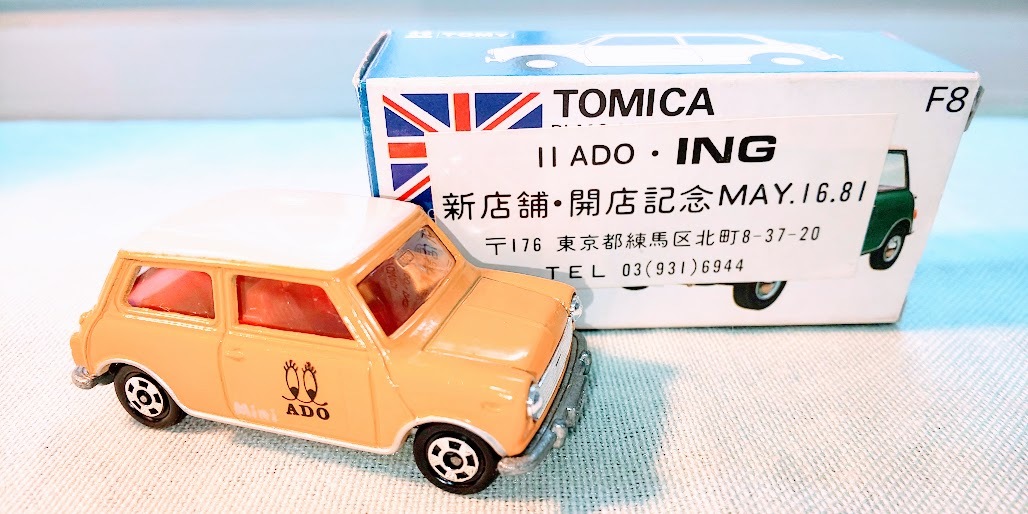 TOMY
TOMICA
F8
II ADO・ING
新店舗・開店記念MAY.16.81
〒176 東京都練馬区北町8-37-20
TEL 03(931)6944
Mini
ADO